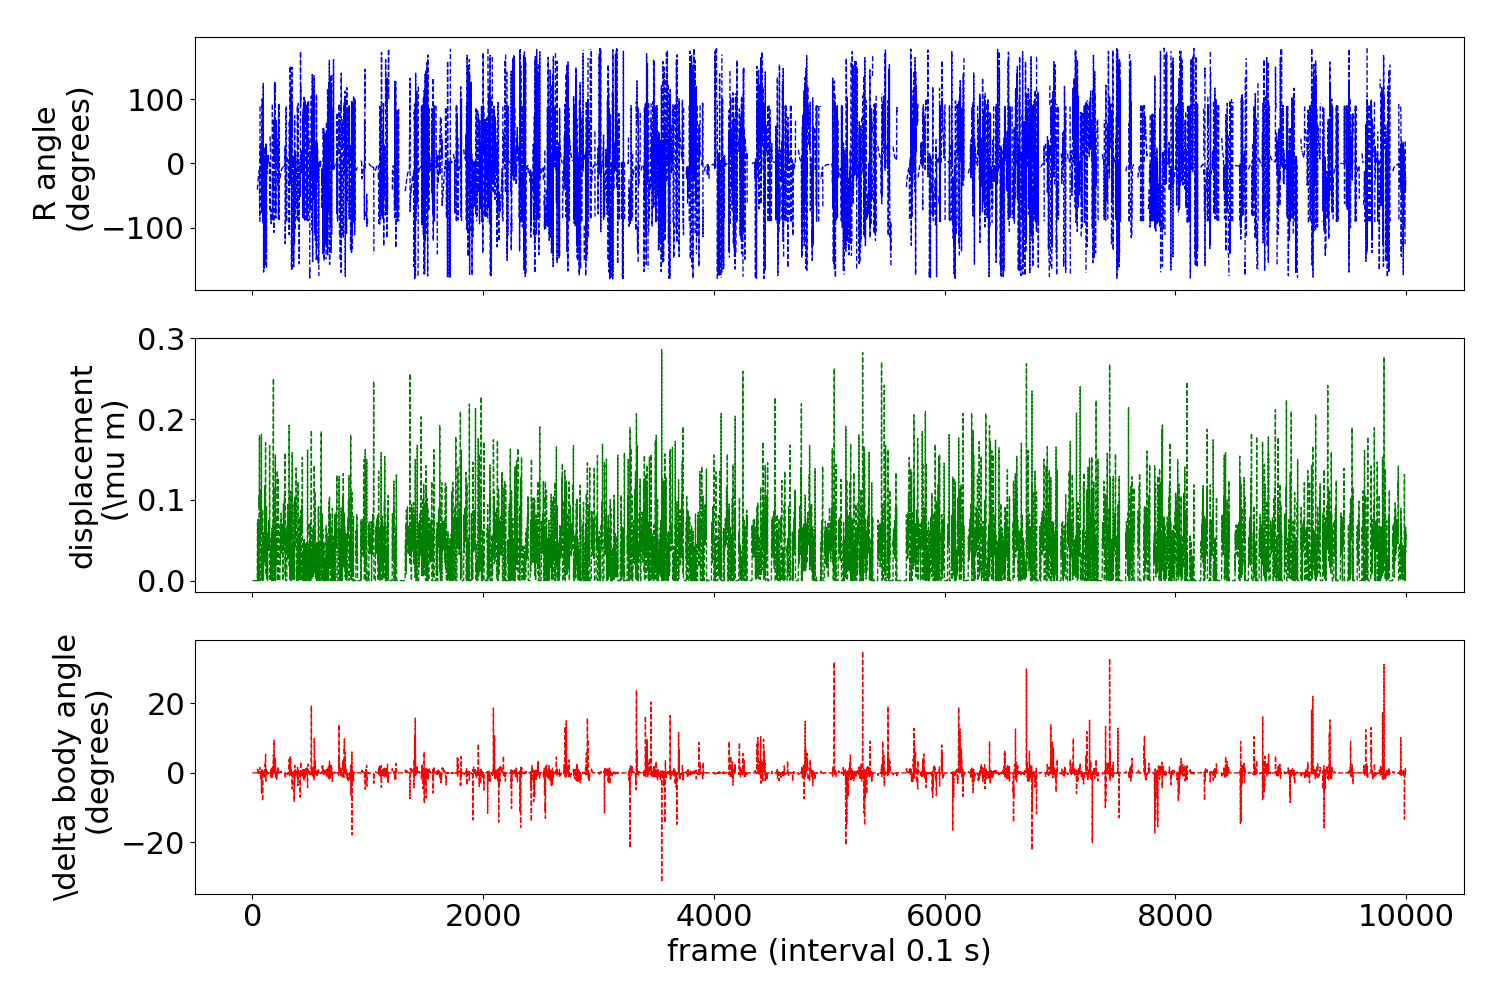 R angle
(degrees)
100
0
−100
displacement
(\mu m)
0.3
0.2
0.1
0.0
\delta body angle
(degrees)
20
0
−20
0 2000 4000 6000 8000 10000
frame (interval 0.1 s)